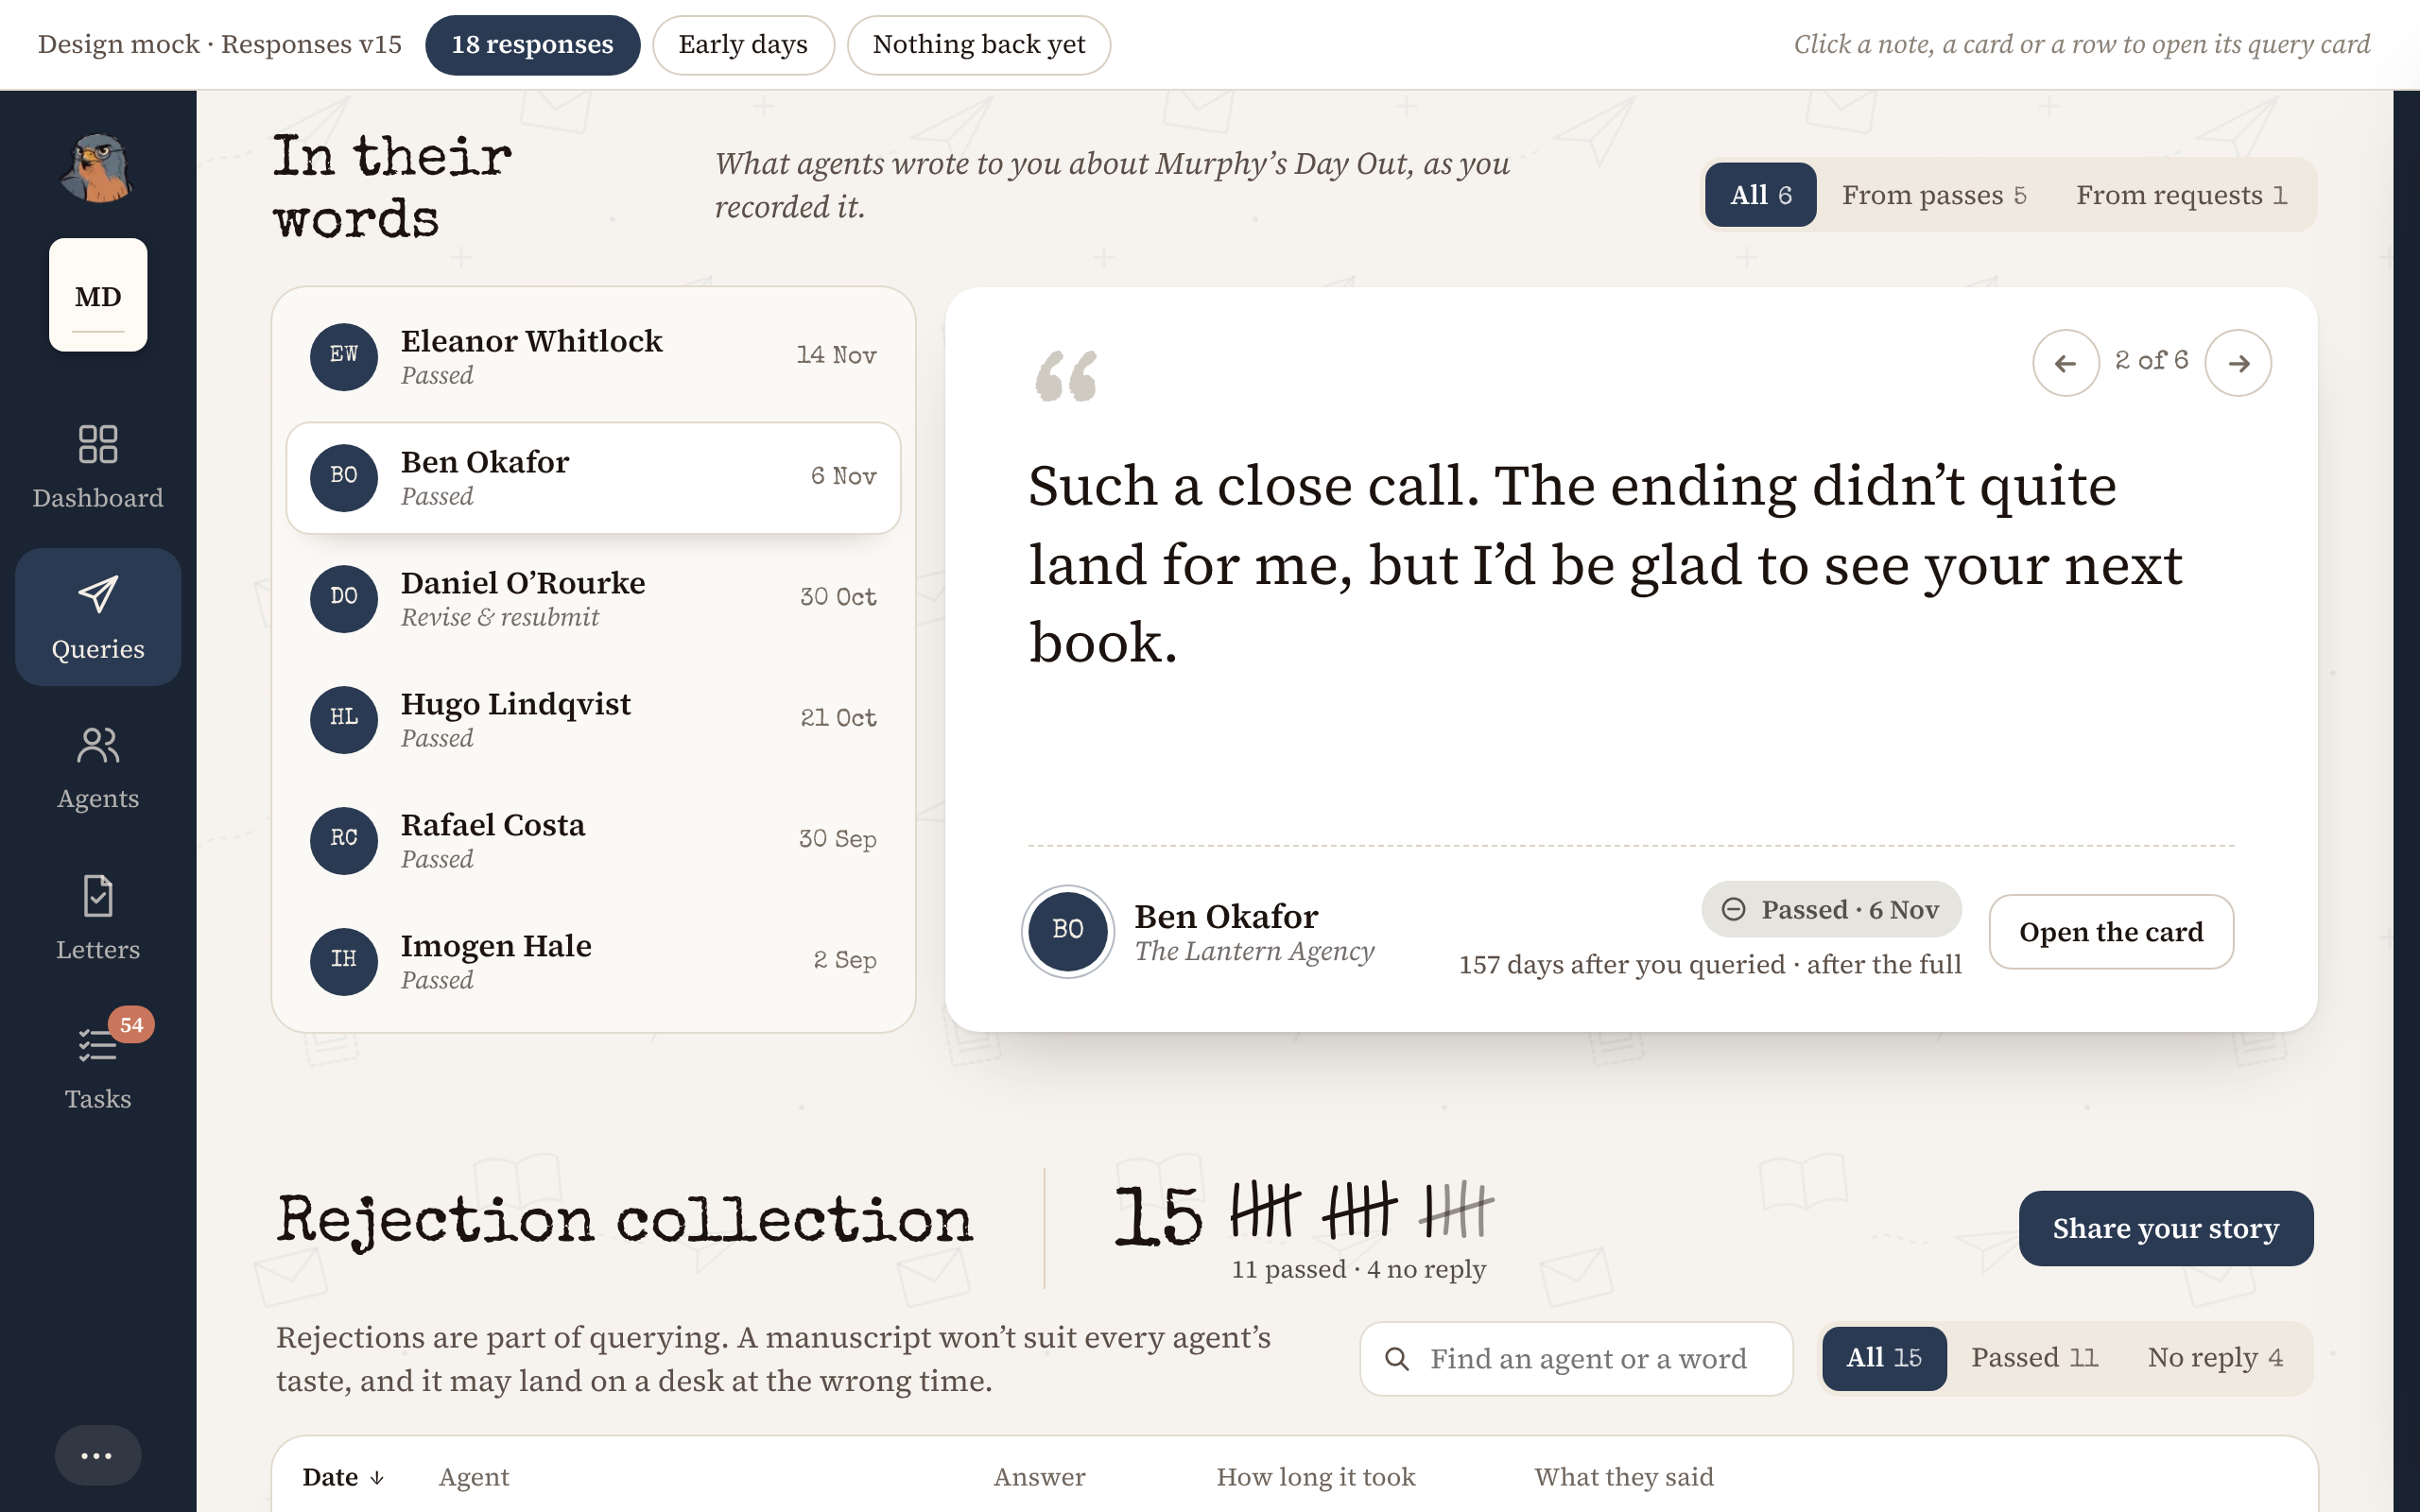 Design mock · Responses v15
18 responses
Early days
Nothing back yet
Click a note, a card or a row to open its query card
MD
Dashboard
Queries
Agents
Letters
54
Tasks
...
In their
words
What agents wrote to you about Murphy’s Day Out, as you
recorded it.
All 6
From passes 5
From requests 1
EW
Eleanor Whitlock
Passed
14 Nov
BO
Ben Okafor
Passed
6 Nov
DO
Daniel O’Rourke
Revise & resubmit
30 Oct
HL
Hugo Lindqvist
Passed
21 Oct
RC
Rafael Costa
Passed
30 Sep
IH
Imogen Hale
Passed
2 Sep
“
2 of 6
Such a close call. The ending didn’t quite
land for me, but I’d be glad to see your next
book.
BO
Ben Okafor
The Lantern Agency
Passed · 6 Nov
157 days after you queried · after the full
Open the card
Rejection collection
15
11 passed · 4 no reply
Share your story
Rejections are part of querying. A manuscript won’t suit every agent’s
taste, and it may land on a desk at the wrong time.
Find an agent or a word
All 15
Passed 11
No reply 4
Date ↓
Agent
Answer
How long it took
What they said